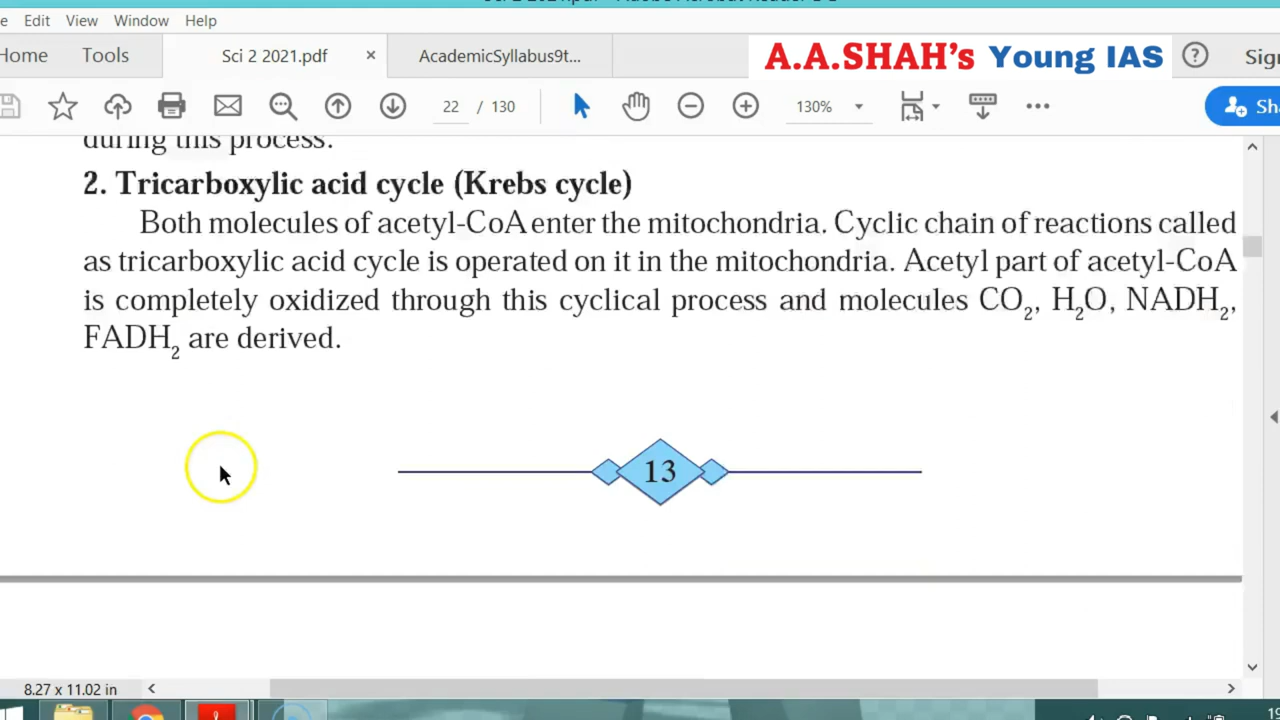 Edit View Window Help
Home Tools Sci 2 2021.pdf × AcademicSyllabus9t... A.A.SHAH's Young IAS ? Sign
22 / 130 130% Sh
during this process.
2. Tricarboxylic acid cycle (Krebs cycle)
Both molecules of acetyl-CoA enter the mitochondria. Cyclic chain of reactions called
as tricarboxylic acid cycle is operated on it in the mitochondria. Acetyl part of acetyl-CoA
is completely oxidized through this cyclical process and molecules CO₂, H₂O, NADH₂,
FADH₂ are derived.
13
8.27 x 11.02 in